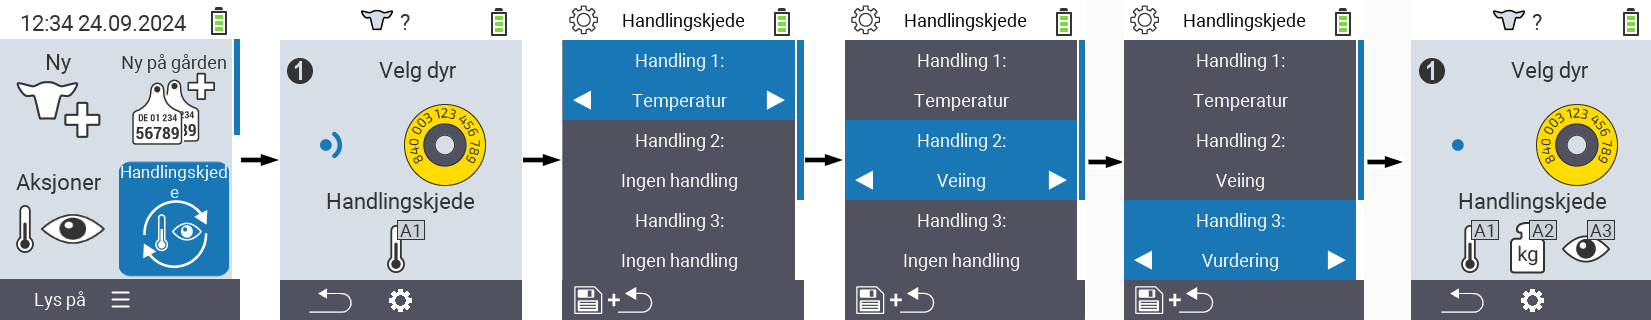 12:34 24.09.2024
Ny
Ny på gården
DE 01 234
56789
234
89
Aksjoner
Handlingskjed
e
Lys på
?
1
Velg dyr
840 003 123 456 789
Handlingskjede
A1
Handlingskjede
Handling 1:
Temperatur
Handling 2:
Ingen handling
Handling 3:
Ingen handling
+
Handlingskjede
Handling 1:
Temperatur
Handling 2:
Veiing
Handling 3:
Ingen handling
+
Handlingskjede
Handling 1:
Temperatur
Handling 2:
Veiing
Handling 3:
Vurdering
+
?
1
Velg dyr
840 003 123 456 789
Handlingskjede
A1 A2 A3
kg